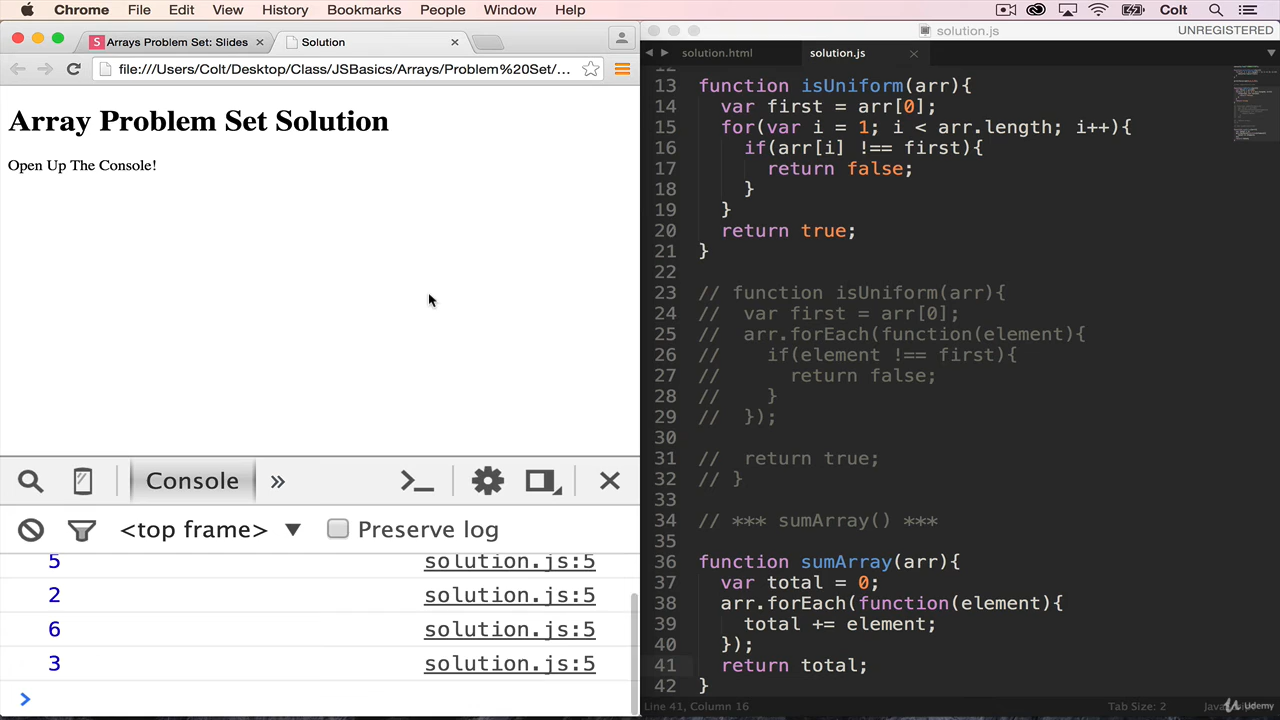 Chrome File Edit View History Bookmarks People Window Help Colt
Arrays Problem Set: Slides
Solution
file:///Users/Colt/Desktop/Class/JSBasics/Arrays/Problem%20Set/...
Array Problem Set Solution
Open Up The Console!
Console »
<top frame> Preserve log
5 solution.js:5
2 solution.js:5
6 solution.js:5
3 solution.js:5
>
solution.js UNREGISTERED
solution.html solution.js
12
13 function isUniform(arr){
14 var first = arr[0];
15 for(var i = 1; i < arr.length; i++){
16 if(arr[i] !== first){
17 return false;
18 }
19 }
20 return true;
21 }
22
23 // function isUniform(arr){
24 // var first = arr[0];
25 // arr.forEach(function(element){
26 // if(element !== first){
27 // return false;
28 // }
29 // });
30
31 // return true;
32 // }
33
34 // *** sumArray() ***
35
36 function sumArray(arr){
37 var total = 0;
38 arr.forEach(function(element){
39 total += element;
40 });
41 return total;
42 }
Line 41, Column 16 Tab Size: 2
Udemy